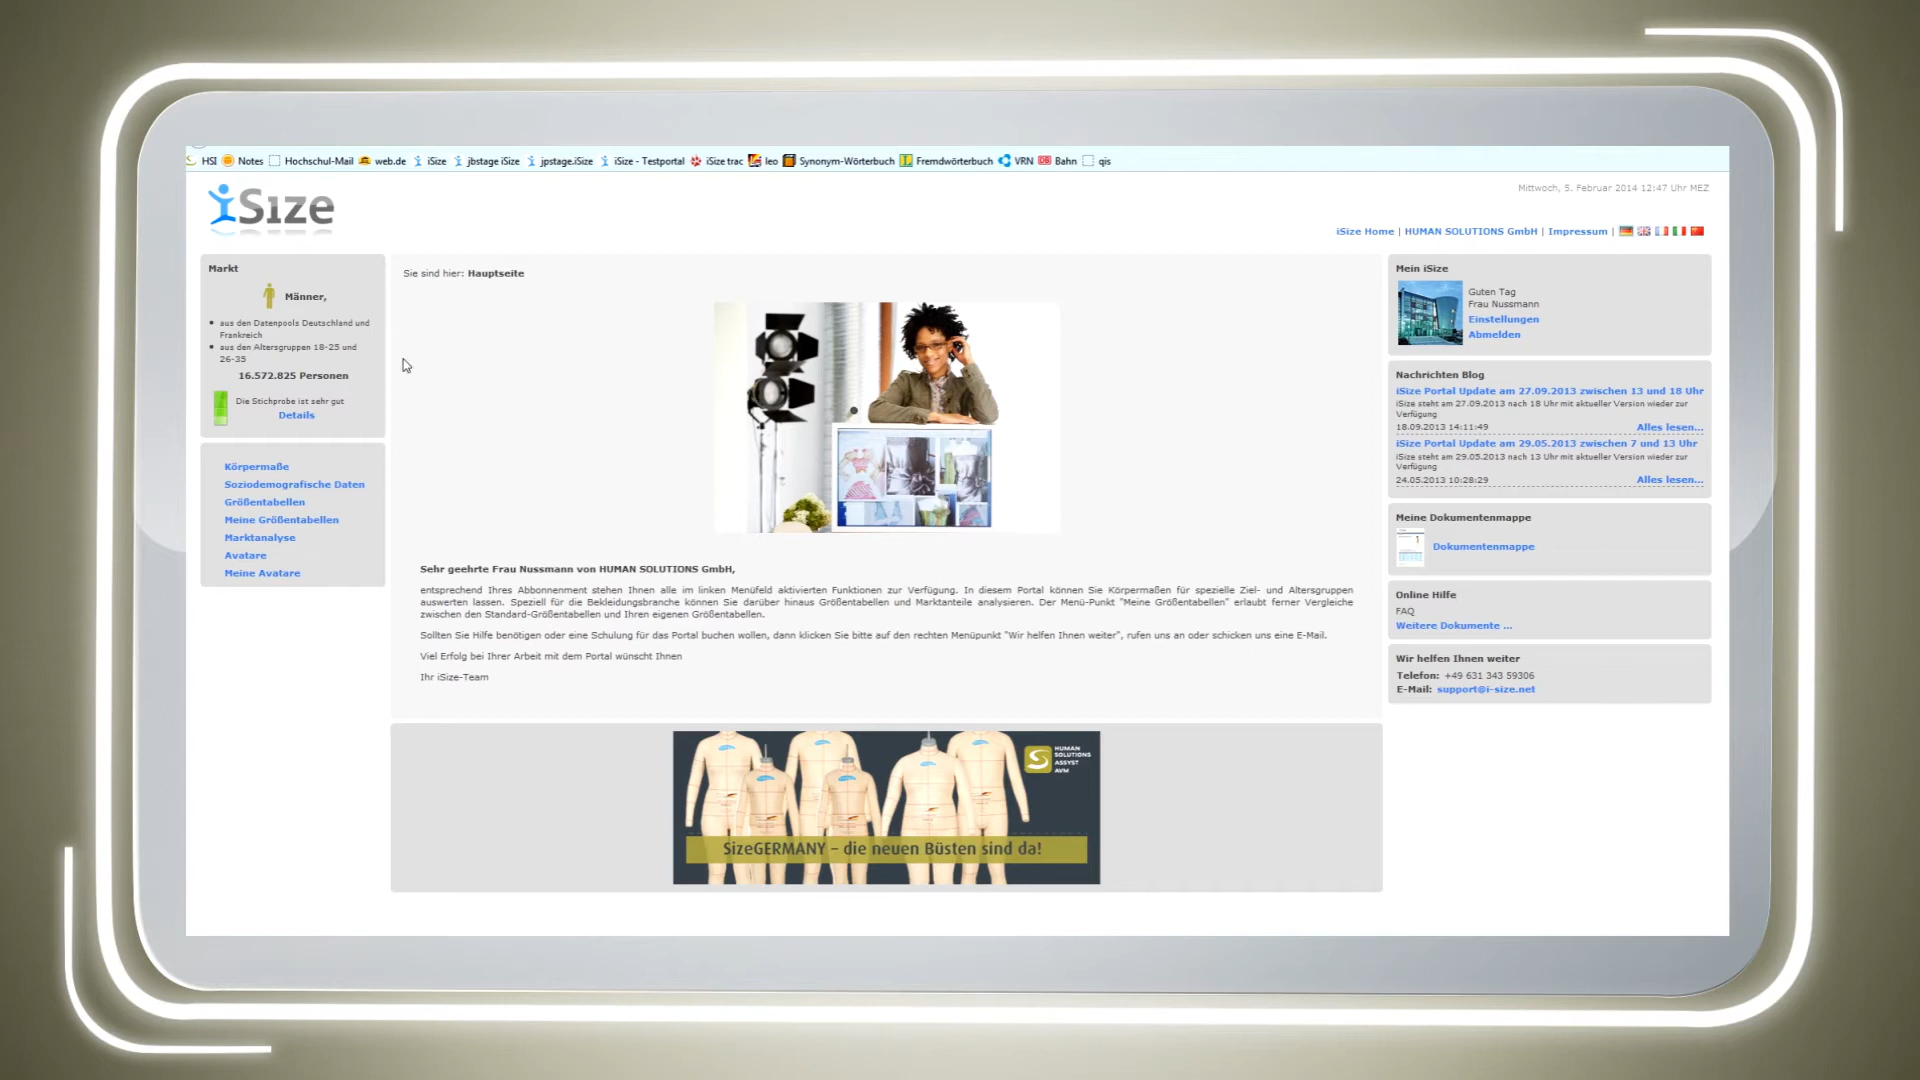 HSI Notes Hochschul-Mail web.de iSize jbstage iSize jpstage.iSize iSize - Testportal iSize trac leo Synonym-Wörterbuch Fremdwörterbuch VRN Bahn qis
iSize
Mittwoch, 5. Februar 2014 12:47 Uhr MEZ
iSize Home | HUMAN SOLUTIONS GmbH | Impressum |
Markt
Männer,
aus den Datenpools Deutschland und
Frankreich
aus den Altersgruppen 18-25 und
26-35
16.572.825 Personen
Die Stichprobe ist sehr gut
Details
Körpermaße
Soziodemografische Daten
Größentabellen
Meine Größentabellen
Marktanalyse
Avatare
Meine Avatare
Sie sind hier: Hauptseite
Sehr geehrte Frau Nussmann von HUMAN SOLUTIONS GmbH,
entsprechend Ihres Abbonnenment stehen Ihnen alle im linken Menüfeld aktivierten Funktionen zur Verfügung. In diesem Portal können Sie Körpermaßen für spezielle Ziel- und Altersgruppen
auswerten lassen. Speziell für die Bekleidungsbranche können Sie darüber hinaus Größentabellen und Marktanteile analysieren. Der Menü-Punkt "Meine Größentabellen" erlaubt ferner Vergleiche
zwischen den Standard-Größentabellen und Ihren eigenen Größentabellen.
Sollten Sie Hilfe benötigen oder eine Schulung für das Portal buchen wollen, dann klicken Sie bitte auf den rechten Menüpunkt "Wir helfen Ihnen weiter", rufen uns an oder schicken uns eine E-Mail.
Viel Erfolg bei Ihrer Arbeit mit dem Portal wünscht Ihnen
Ihr iSize-Team
HUMAN
SOLUTIONS
ASSYST
AVM
SizeGERMANY – die neuen Büsten sind da!
Mein iSize
Guten Tag
Frau Nussmann
Einstellungen
Abmelden
Nachrichten Blog
iSize Portal Update am 27.09.2013 zwischen 13 und 18 Uhr
iSize steht am 27.09.2013 nach 18 Uhr mit aktueller Version wieder zur
Verfügung
18.09.2013 14:11:49 Alles lesen...
iSize Portal Update am 29.05.2013 zwischen 7 und 13 Uhr
iSize steht am 29.05.2013 nach 13 Uhr mit aktueller Version wieder zur
Verfügung
24.05.2013 10:28:29 Alles lesen...
Meine Dokumentenmappe
Dokumentenmappe
Online Hilfe
FAQ
Weitere Dokumente ...
Wir helfen Ihnen weiter
Telefon: +49 631 343 59306
E-Mail: support@i-size.net